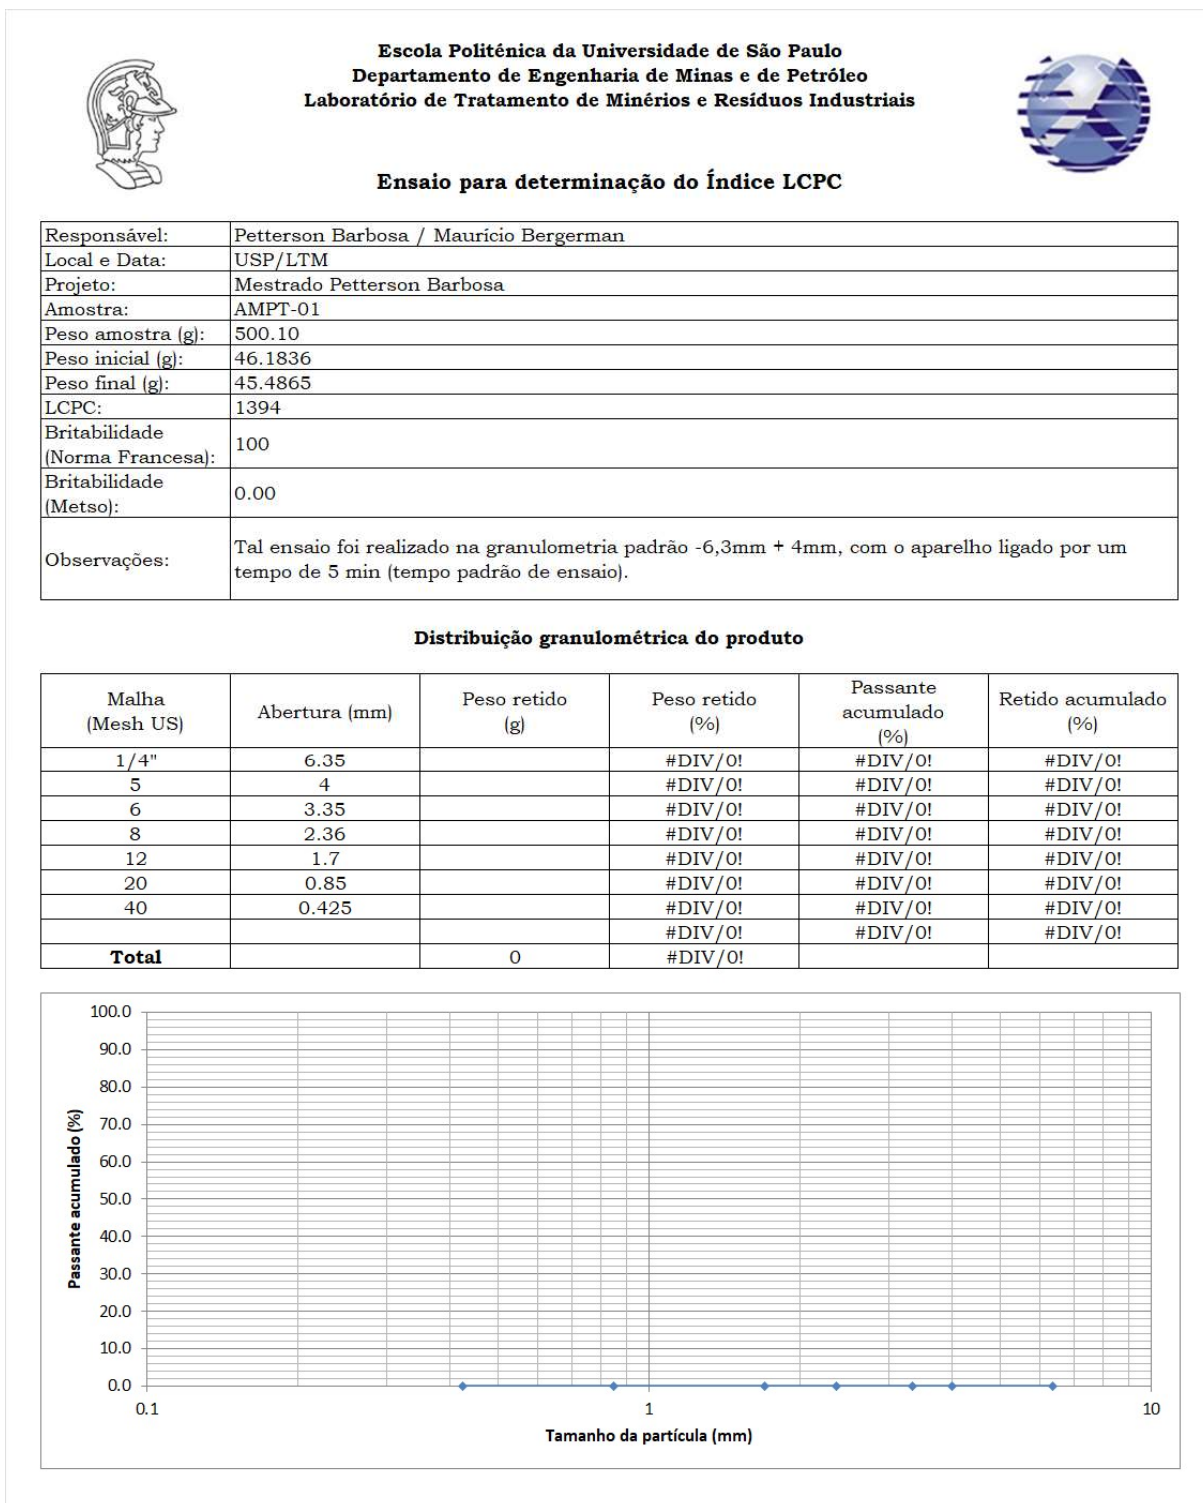 Escola Politénica da Universidade de São Paulo
Departamento de Engenharia de Minas e de Petróleo
Laboratório de Tratamento de Minérios e Resíduos Industriais
Ensaio para determinação do Índice LCPC
Responsável: Petterson Barbosa / Maurício Bergerman
Local e Data: USP/LTM
Projeto: Mestrado Petterson Barbosa
Amostra: AMPT-01
Peso amostra (g): 500.10
Peso inicial (g): 46.1836
Peso final (g): 45.4865
LCPC: 1394
Britabilidade
(Norma Francesa): 100
Britabilidade
(Metso): 0.00
Observações: Tal ensaio foi realizado na granulometria padrão -6,3mm + 4mm, com o aparelho ligado por um
tempo de 5 min (tempo padrão de ensaio).
Distribuição granulométrica do produto
Malha
(Mesh US) Abertura (mm) Peso retido
(g) Peso retido
(%) Passante
acumulado
(%) Retido acumulado
(%)
1/4" 6.35 #DIV/0! #DIV/0! #DIV/0!
5 4 #DIV/0! #DIV/0! #DIV/0!
6 3.35 #DIV/0! #DIV/0! #DIV/0!
8 2.36 #DIV/0! #DIV/0! #DIV/0!
12 1.7 #DIV/0! #DIV/0! #DIV/0!
20 0.85 #DIV/0! #DIV/0! #DIV/0!
40 0.425 #DIV/0! #DIV/0! #DIV/0!
#DIV/0! #DIV/0! #DIV/0!
Total 0 #DIV/0!
Passante acumulado (%)
100.0
90.0
80.0
70.0
60.0
50.0
40.0
30.0
20.0
10.0
0.0
0.1 1 10
Tamanho da partícula (mm)